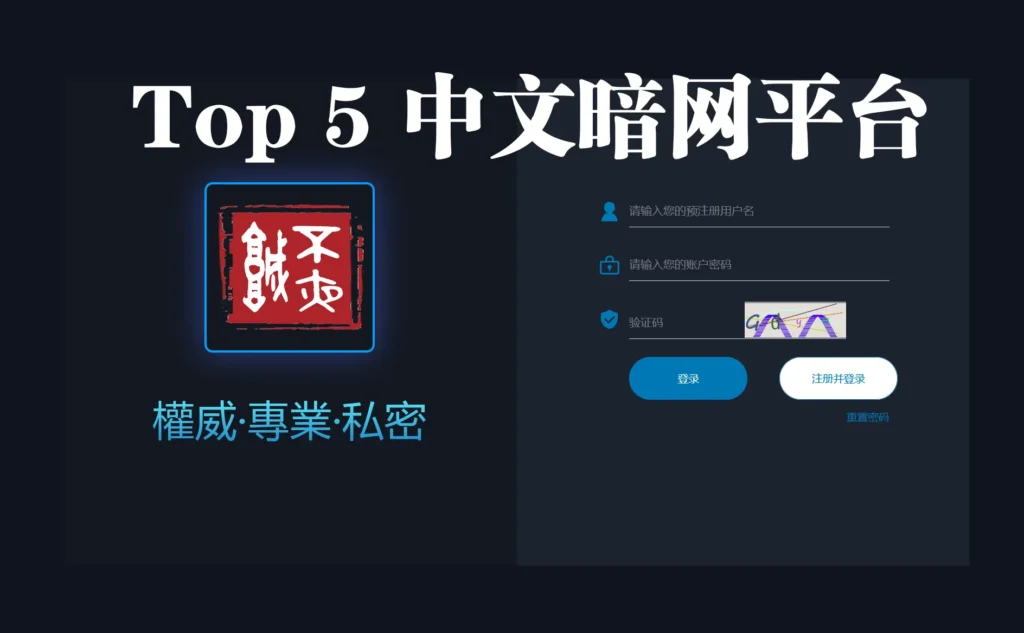 Top 5 中文暗网平台
權威·專業·私密
请输入您的预注册用户名
请输入您的账户密码
验证码
登录
注册并登录
重置密码